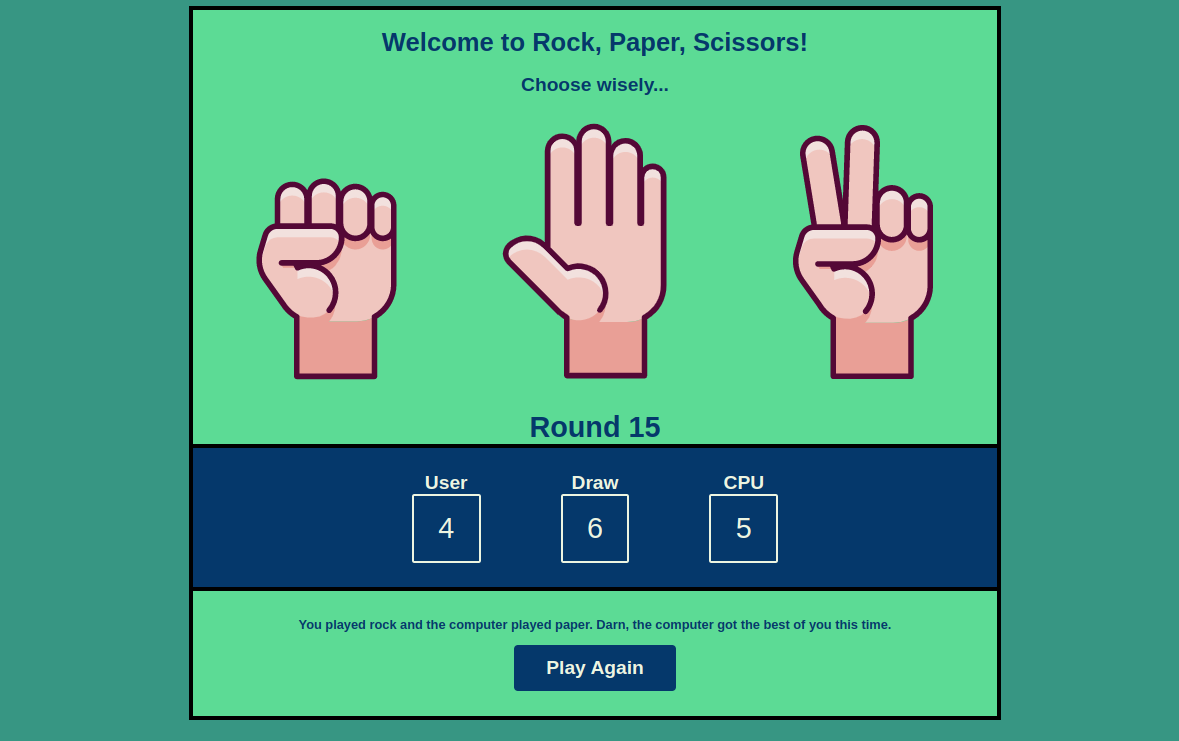 Welcome to Rock, Paper, Scissors!
Choose wisely...
Round 15
User Draw CPU
4 6 5
You played rock and the computer played paper. Darn, the computer got the best of you this time.
Play Again